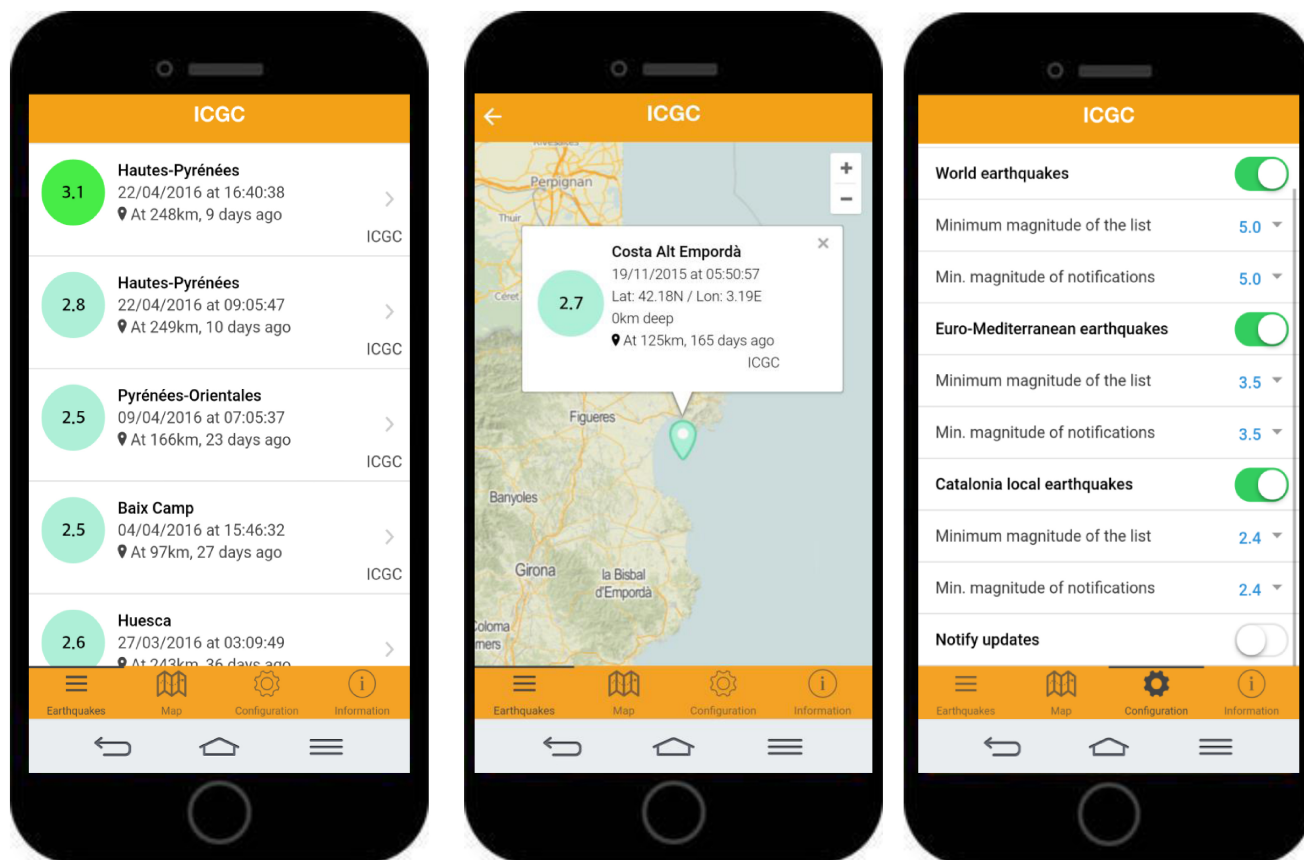 ICGC
3.1
Hautes-Pyrénées
22/04/2016 at 16:40:38
At 248km, 9 days ago
ICGC
2.8
Hautes-Pyrénées
22/04/2016 at 09:05:47
At 249km, 10 days ago
ICGC
2.5
Pyrénées-Orientales
09/04/2016 at 07:05:37
At 166km, 23 days ago
ICGC
2.5
Baix Camp
04/04/2016 at 15:46:32
At 97km, 27 days ago
ICGC
2.6
Huesca
27/03/2016 at 03:09:49
At 243km, 36 days ago
Earthquakes
Map
Configuration
Information
ICGC
Rivesaltes
Perpignan
Thuir
Céret
+
−
Costa Alt Empordà
19/11/2015 at 05:50:57
2.7
Lat: 42.18N / Lon: 3.19E
0km deep
At 125km, 165 days ago
ICGC
Figueres
Banyoles
Girona
la Bisbal
d'Empordà
Coloma
Earthquakes
Map
Configuration
Information
ICGC
World earthquakes
Minimum magnitude of the list 5.0
Min. magnitude of notifications 5.0
Euro-Mediterranean earthquakes
Minimum magnitude of the list 3.5
Min. magnitude of notifications 3.5
Catalonia local earthquakes
Minimum magnitude of the list 2.4
Min. magnitude of notifications 2.4
Notify updates
Earthquakes
Map
Configuration
Information